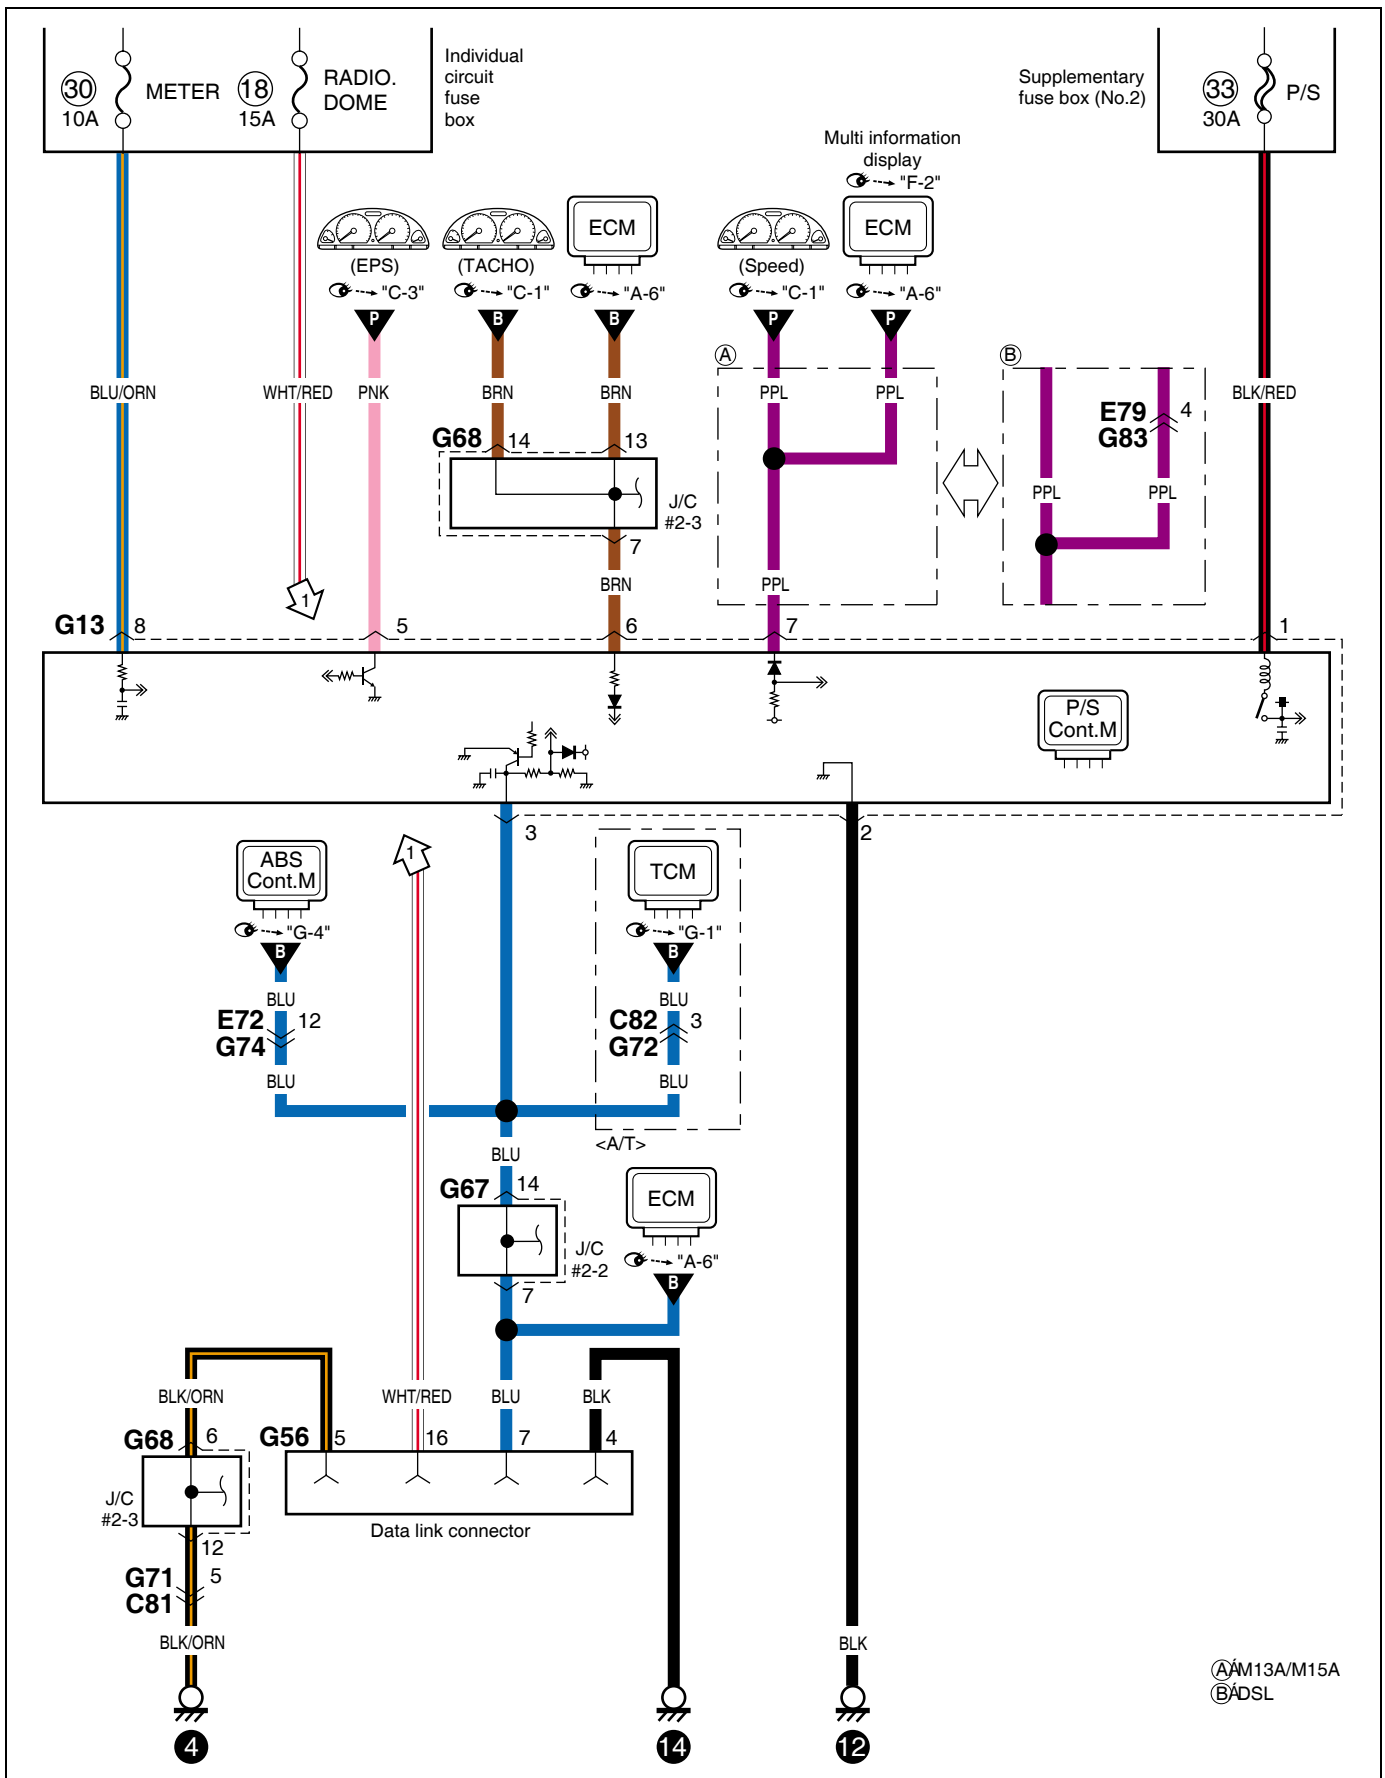 Individual
circuit
fuse
box
30
10A
METER
18
15A
RADIO.
DOME
Supplementary
fuse box (No.2)
33
30A
P/S
Multi information
display
"F-2"
ECM
ECM
(EPS)
(TACHO)
(Speed)
"C-3"
"C-1"
"A-6"
"C-1"
"A-6"
P
B
B
P
P
A
B
BLU/ORN
WHT/RED
PNK
BRN
BRN
PPL
PPL
BLK/RED
E79
G83
4
G68
14
13
J/C
#2-3
7
PPL
PPL
BRN
PPL
1
G13
8
5
6
7
1
P/S
Cont.M
3
2
ABS
Cont.M
1
TCM
"G-4"
"G-1"
B
B
BLU
BLU
E72
G74
12
C82
G72
3
BLU
BLU
<A/T>
BLU
G67
14
ECM
J/C
#2-2
"A-6"
B
7
BLK/ORN
WHT/RED
BLU
BLK
G68
6
G56
5
16
7
4
J/C
#2-3
Data link connector
12
G71
C81
5
BLK/ORN
BLK
4
14
12
AÁM13A/M15A
BÁDSL